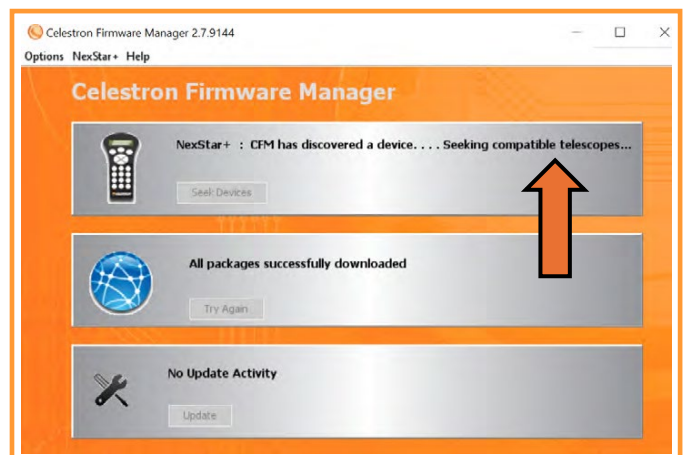 Celestron Firmware Manager 2.7.9144
Options NexStar+ Help
Celestron Firmware Manager
NexStar+ : CFM has discovered a device. . . . Seeking compatible telescopes...
Seek Devices
All packages successfully downloaded
Try Again
No Update Activity
Update